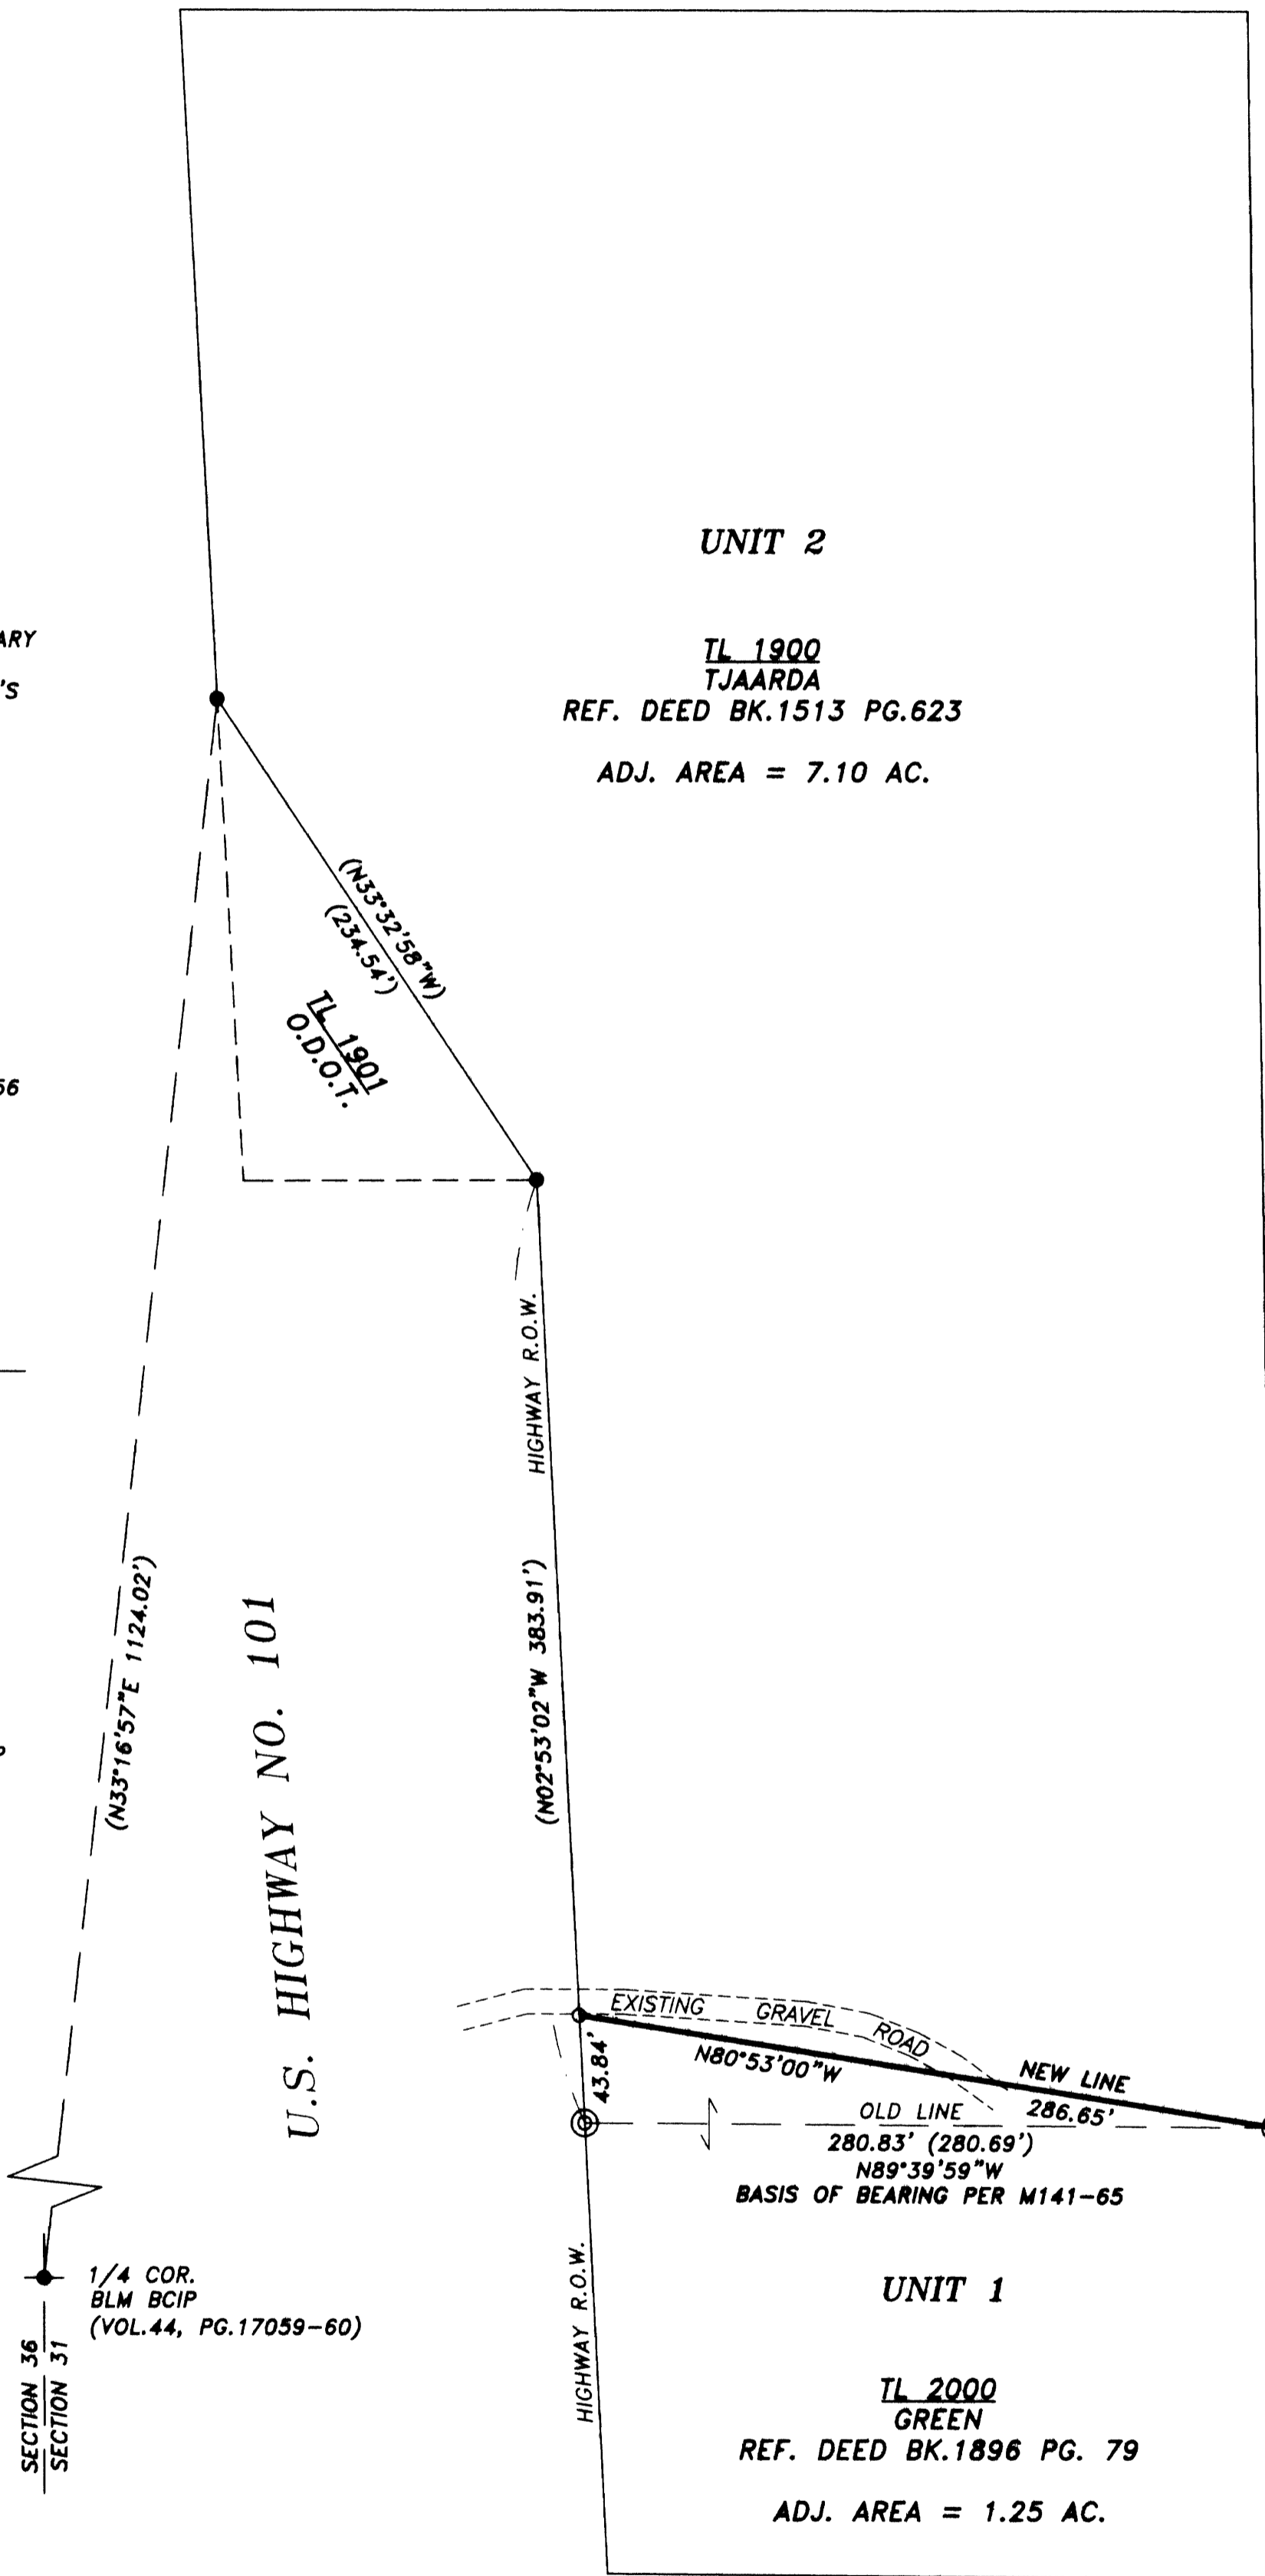 UNIT 2
ARY
'S
TL 1900
TJAARDA
REF. DEED BK.1513 PG.623
ADJ. AREA = 7.10 AC.
(N33°32'58"W)
(234.54')
TL 1901
O.D.O.T.
56
HIGHWAY R.O.W.
(N33°16'57"E 1124.02')
U.S. HIGHWAY NO. 101
(N02°53'02"W 383.91')
EXISTING GRAVEL ROAD
43.84'
N80°53'00"W
NEW LINE
286.65'
OLD LINE
280.83' (280.69')
N89°39'59"W
BASIS OF BEARING PER M141-65
1/4 COR.
BLM BCIP
(VOL.44, PG.17059-60)
SECTION 36
SECTION 31
HIGHWAY R.O.W.
UNIT 1
TL 2000
GREEN
REF. DEED BK.1896 PG. 79
ADJ. AREA = 1.25 AC.